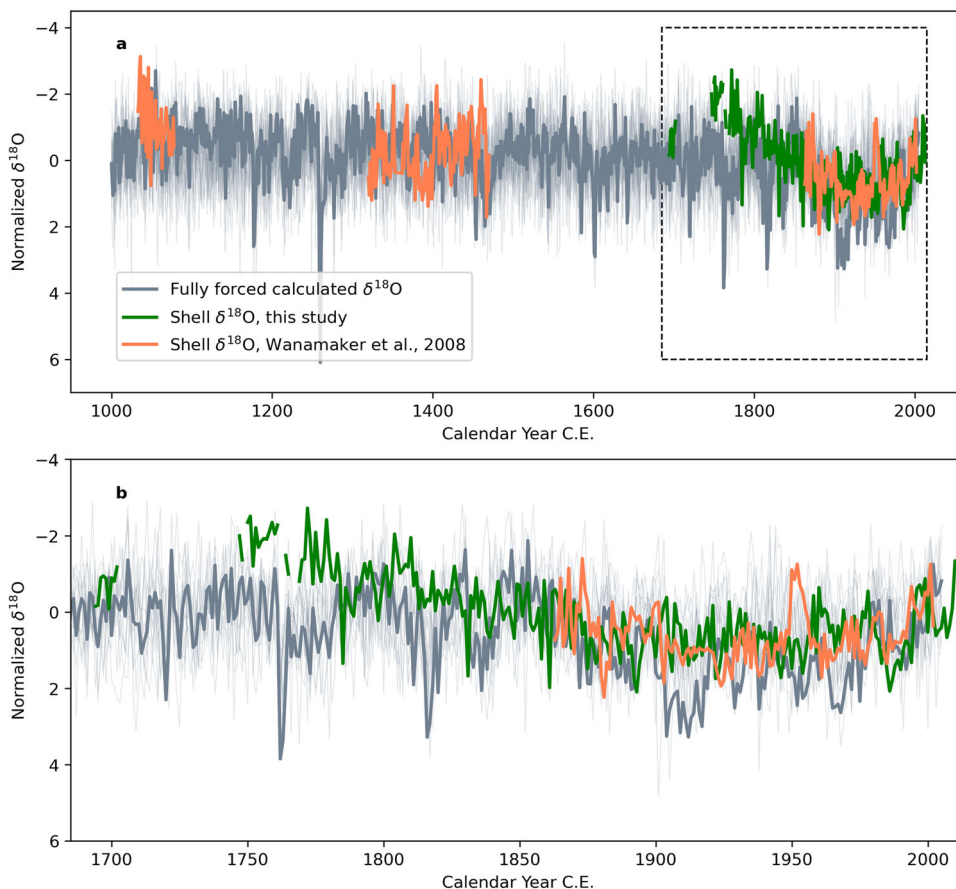 −4
a
−2
0
2
4
6
Normalized δ¹⁸O
Fully forced calculated δ¹⁸O
Shell δ¹⁸O, this study
Shell δ¹⁸O, Wanamaker et al., 2008
1000 1200 1400 1600 1800 2000
Calendar Year C.E.
−4
b
−2
0
2
4
6
Normalized δ¹⁸O
1700 1750 1800 1850 1900 1950 2000
Calendar Year C.E.